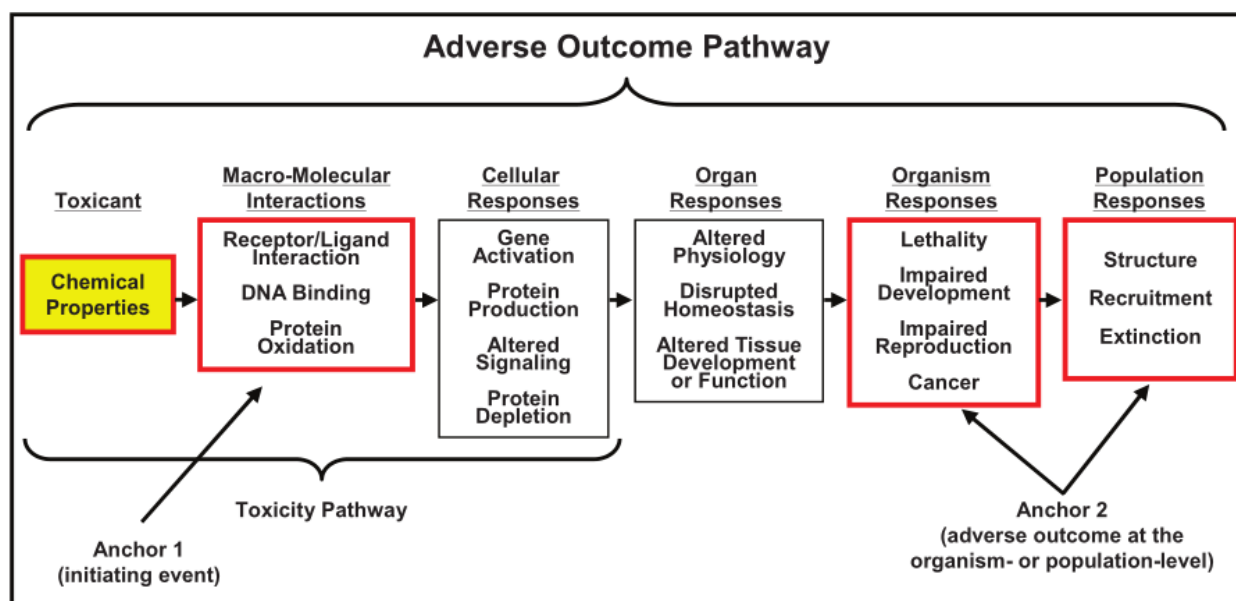 Adverse Outcome Pathway
Toxicant
Macro-Molecular
Interactions
Cellular
Responses
Organ
Responses
Organism
Responses
Population
Responses
Chemical
Properties
Receptor/Ligand
Interaction
DNA Binding
Protein
Oxidation
Gene
Activation
Protein
Production
Altered
Signaling
Protein
Depletion
Altered
Physiology
Disrupted
Homeostasis
Altered Tissue
Development
or Function
Lethality
Impaired
Development
Impaired
Reproduction
Cancer
Structure
Recruitment
Extinction
Toxicity Pathway
Anchor 1
(initiating event)
Anchor 2
(adverse outcome at the
organism- or population-level)